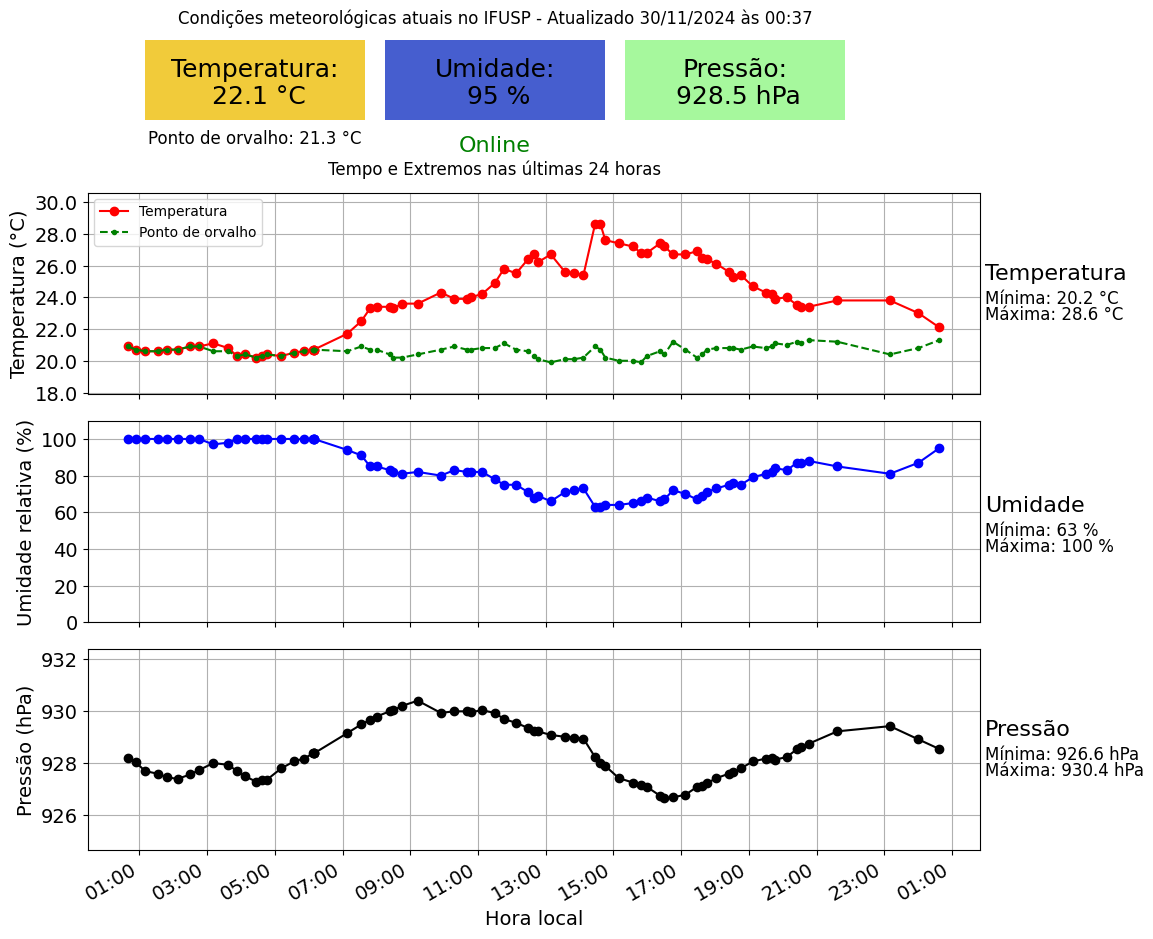 Condições meteorológicas atuais no IFUSP - Atualizado 30/11/2024 às 00:37
Temperatura:
22.1 °C
Umidade:
95 %
Pressão:
928.5 hPa
Ponto de orvalho: 21.3 °C
Online
Tempo e Extremos nas últimas 24 horas
Temperatura (°C)
30.0
28.0
26.0
24.0
22.0
20.0
18.0
Temperatura
Ponto de orvalho
Temperatura
Mínima: 20.2 °C
Máxima: 28.6 °C
Umidade relativa (%)
100
80
60
40
20
0
Umidade
Mínima: 63 %
Máxima: 100 %
Pressão (hPa)
932
930
928
926
Pressão
Mínima: 926.6 hPa
Máxima: 930.4 hPa
01:00 03:00 05:00 07:00 09:00 11:00 13:00 15:00 17:00 19:00 21:00 23:00 01:00
Hora local